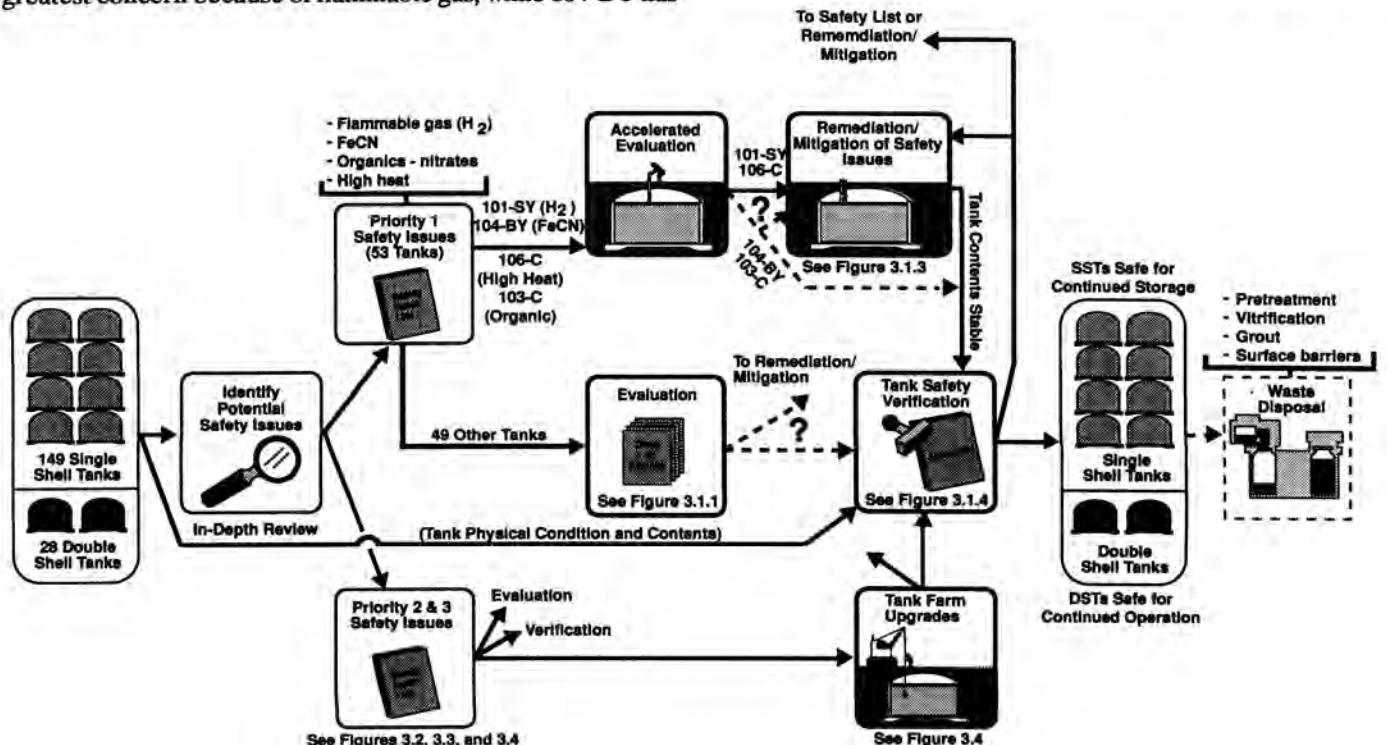 greatest concern because of flammable gas, while
To Safety List or
Rememdiation/
Mitigation
- Flammable gas (H 2)
- FeCN
- Organics - nitrates
- High heat
Priority 1
Safety Issues
(53 Tanks)
101-SY (H2)
104-BY (FeCN)
106-C
(High Heat)
103-C
(Organic)
Accelerated
Evaluation
101-SY
106-C
?
104-BY
103-C
Remediation/
Mitigation of Safety
Issues
See Figure 3.1.3
Tank Contents Stable
149 Single
Shell Tanks
28 Double
Shell Tanks
Identify
Potential
Safety Issues
In-Depth Review
49 Other Tanks
Evaluation
See Figure 3.1.1
To Remediation/
Mitigation
?
(Tank Physical Condition and Contents)
Tank Safety
Verification
See Figure 3.1.4
Priority 2 & 3
Safety Issues
See Figures 3.2, 3.3, and 3.4
Evaluation
Verification
Tank Farm
Upgrades
See Figure 3.4
SSTs Safe for
Continued Storage
Single
Shell Tanks
Double
Shell Tanks
DSTs Safe for
Continued Operation
- Pretreatment
- Vitrification
- Grout
- Surface barriers
Waste
Disposal